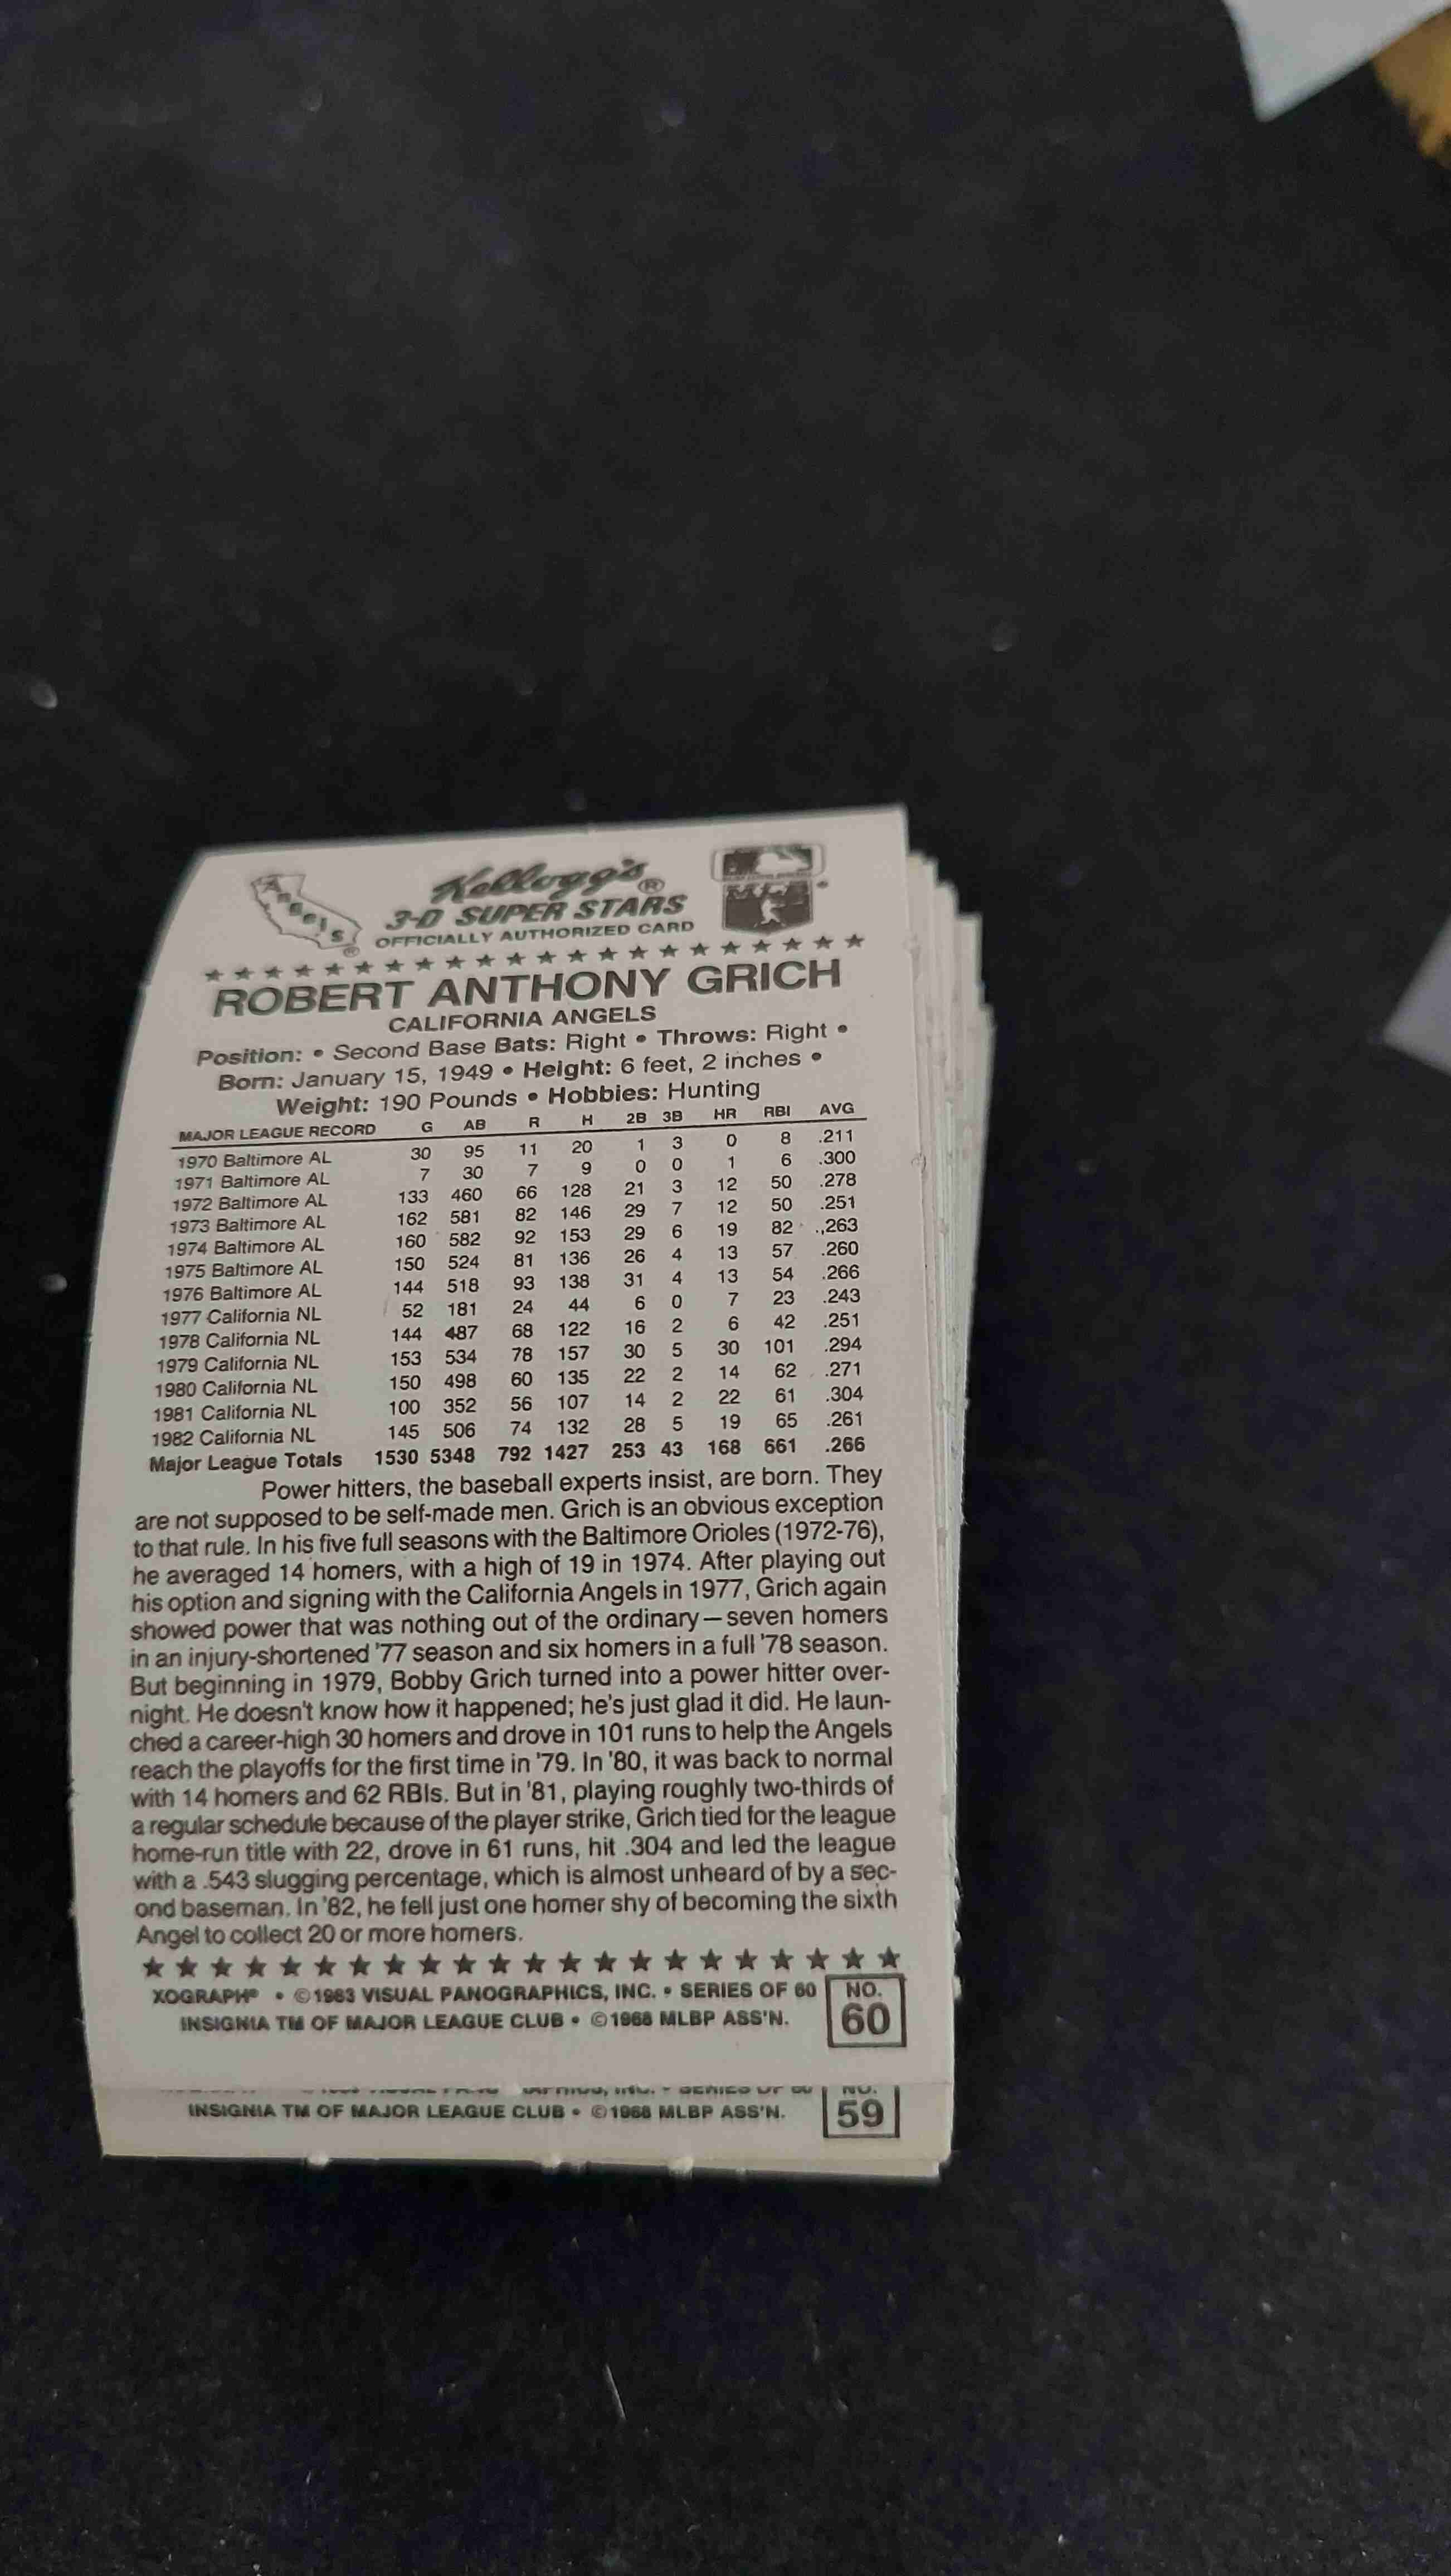 Angels ®
Kellogg's ®
3-D SUPER STARS
OFFICIALLY AUTHORIZED CARD
★ ★ ★ ★ ★ ★ ★ ★ ★ ★ ★ ★ ★ ★ ★ ★ ★ ★ ★ ★ ★ ★
ROBERT ANTHONY GRICH
CALIFORNIA ANGELS
Position: • Second Base Bats: Right • Throws: Right •
Born: January 15, 1949 • Height: 6 feet, 2 inches •
Weight: 190 Pounds • Hobbies: Hunting
MAJOR LEAGUE RECORD G AB R H 2B 3B HR RBI AVG
1970 Baltimore AL 30 95 11 20 1 3 0 8 .211
1971 Baltimore AL 7 30 7 9 0 0 1 6 .300
1972 Baltimore AL 133 460 66 128 21 3 12 50 .278
1973 Baltimore AL 162 581 82 146 29 7 12 50 .251
1974 Baltimore AL 160 582 92 153 29 6 19 82 .,263
1975 Baltimore AL 150 524 81 136 26 4 13 57 .260
1976 Baltimore AL 144 518 93 138 31 4 13 54 .266
1977 California NL 52 181 24 44 6 0 7 23 .243
1978 California NL 144 487 68 122 16 2 6 42 .251
1979 California NL 153 534 78 157 30 5 30 101 .294
1980 California NL 150 498 60 135 22 2 14 62 .271
1981 California NL 100 352 56 107 14 2 22 61 .304
1982 California NL 145 506 74 132 28 5 19 65 .261
Major League Totals 1530 5348 792 1427 253 43 168 661 .266
Power hitters, the baseball experts insist, are born. They
are not supposed to be self-made men. Grich is an obvious exception
to that rule. In his five full seasons with the Baltimore Orioles (1972-76),
he averaged 14 homers, with a high of 19 in 1974. After playing out
his option and signing with the California Angels in 1977, Grich again
showed power that was nothing out of the ordinary—seven homers
in an injury-shortened '77 season and six homers in a full '78 season.
But beginning in 1979, Bobby Grich turned into a power hitter over-
night. He doesn't know how it happened; he's just glad it did. He laun-
ched a career-high 30 homers and drove in 101 runs to help the Angels
reach the playoffs for the first time in '79. In '80, it was back to normal
with 14 homers and 62 RBIs. But in '81, playing roughly two-thirds of
a regular schedule because of the player strike, Grich tied for the league
home-run title with 22, drove in 61 runs, hit .304 and led the league
with a .543 slugging percentage, which is almost unheard of by a sec-
ond baseman. In '82, he fell just one homer shy of becoming the sixth
Angel to collect 20 or more homers.
★ ★ ★ ★ ★ ★ ★ ★ ★ ★ ★ ★ ★ ★ ★ ★ ★ ★ ★ ★ ★ ★
XOGRAPH® • ©1983 VISUAL PANOGRAPHICS, INC. • SERIES OF 60 NO.
INSIGNIA TM OF MAJOR LEAGUE CLUB • ©1968 MLBP ASS'N. 60
INC. • SERIES OF 60 NO.
INSIGNIA TM OF MAJOR LEAGUE CLUB • ©1968 MLBP ASS'N. 59